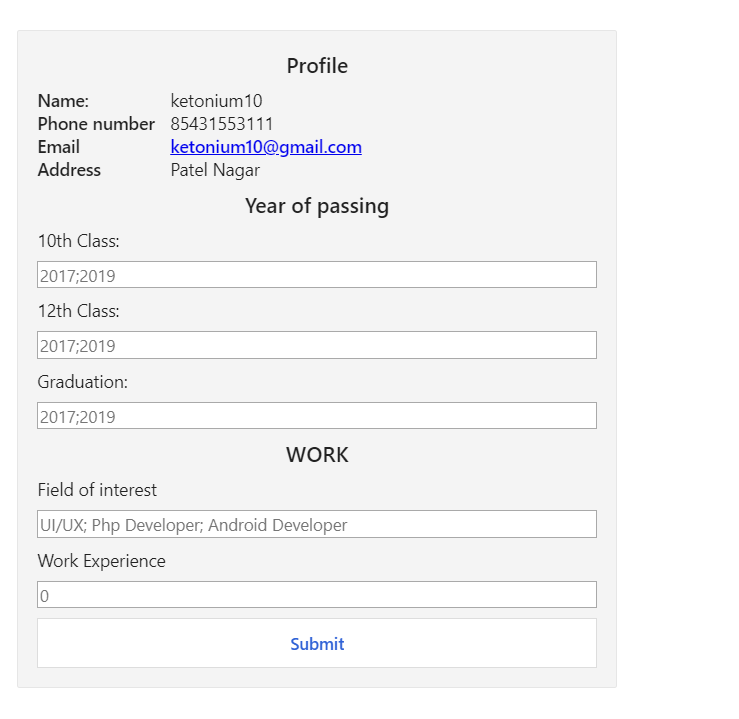 Profile
Name: ketonium10
Phone number 85431553111
Email ketonium10@gmail.com
Address Patel Nagar
Year of passing
10th Class:
2017;2019
12th Class:
2017;2019
Graduation:
2017;2019
WORK
Field of interest
UI/UX; Php Developer; Android Developer
Work Experience
0
Submit